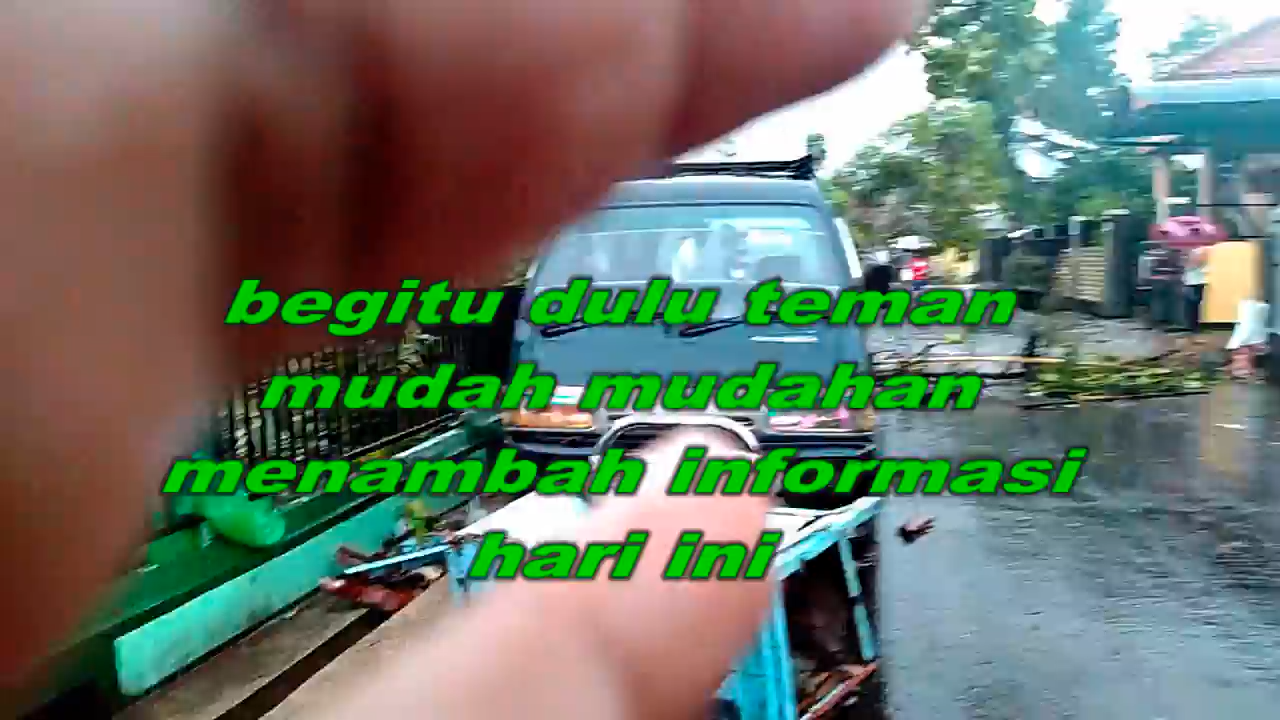 begitu dulu teman
mudah mudahan
menambah informasi
hari ini